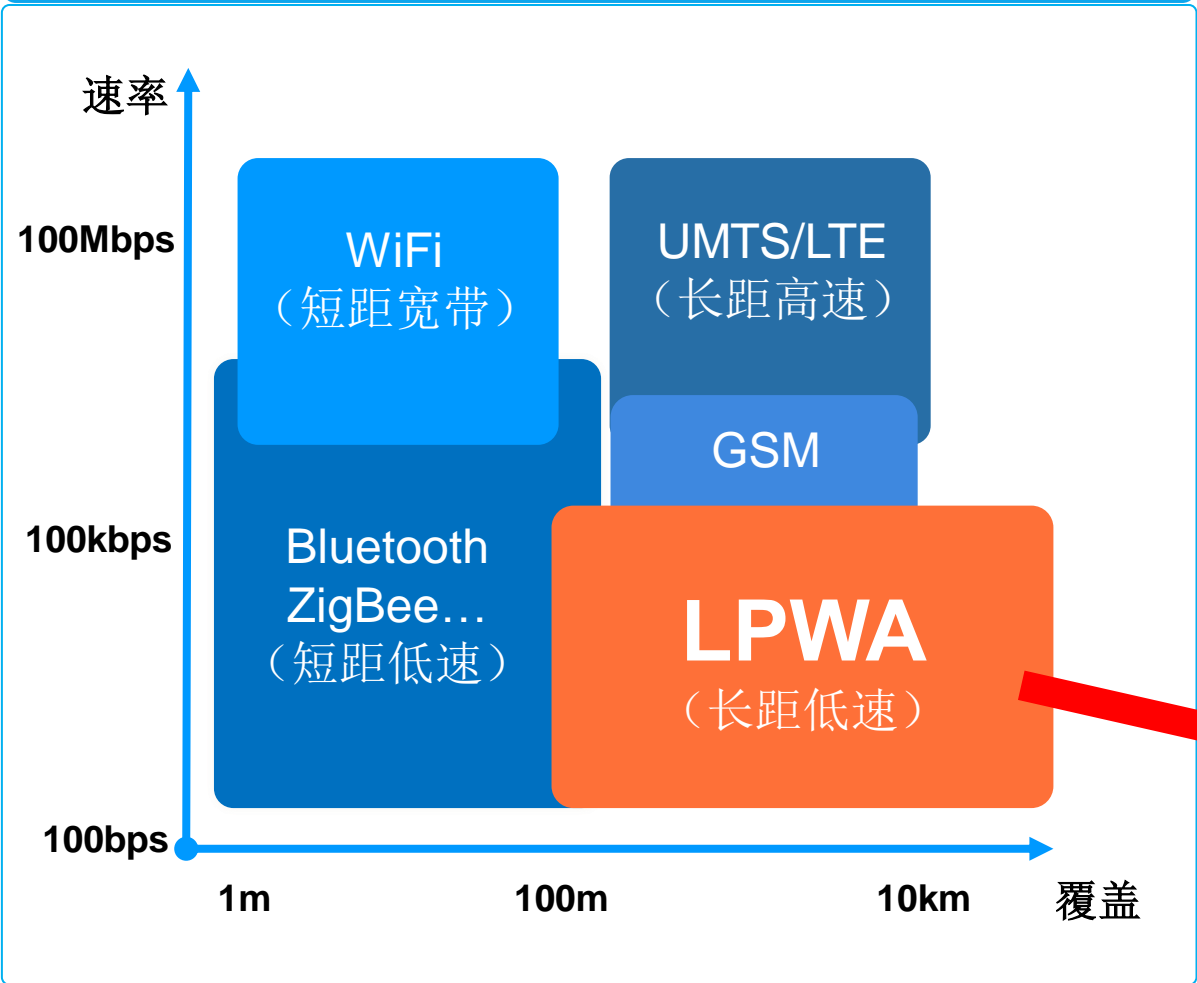 速率
100Mbps
WiFi
（短距宽带）
UMTS/LTE
（长距高速）
GSM
100kbps
Bluetooth
ZigBee…
（短距低速）
LPWA
（长距低速）
100bps
1m
100m
10km
覆盖